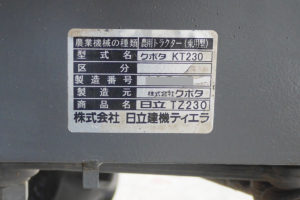 農業機械の種類 農用トラクター(乗用型)
型式名 クボタ KT230
区分
製造番号
製造元 株式会社クボタ
商品名 日立 TZ230
株式会社 日立建機ティエラ